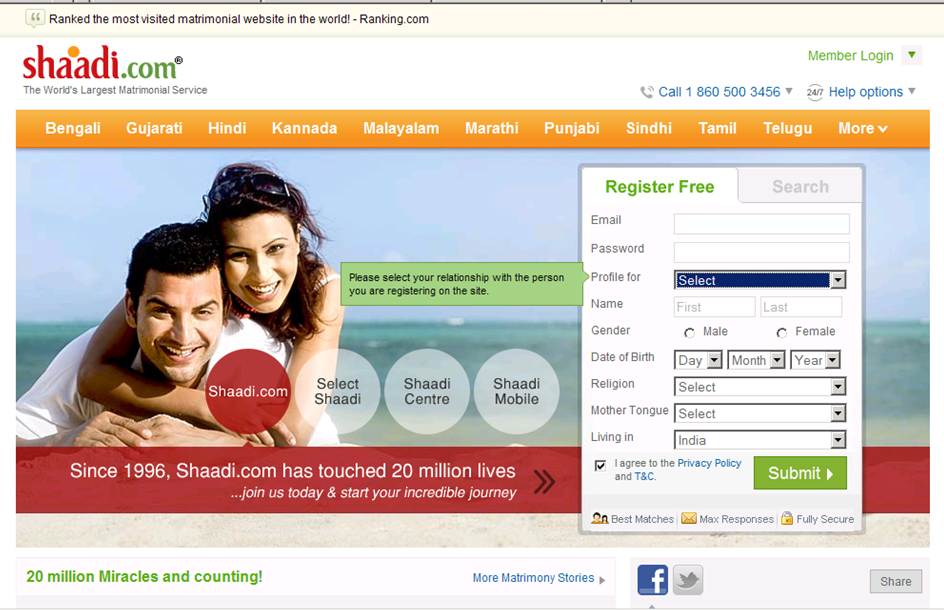 Ranked the most visited matrimonial website in the world! - Ranking.com
shaadi.com®
The World's Largest Matrimonial Service
Member Login
Call 1 860 500 3456
24/7 Help options
Bengali Gujarati Hindi Kannada Malayalam Marathi Punjabi Sindhi Tamil Telugu More
Register Free Search
Email
Password
Please select your relationship with the person
you are registering on the site.
Profile for Select
Name First Last
Gender Male Female
Date of Birth Day Month Year
Religion Select
Mother Tongue Select
Living in India
I agree to the Privacy Policy
and T&C.
Submit
Best Matches Max Responses Fully Secure
Shaadi.com
Select
Shaadi
Shaadi
Centre
Shaadi
Mobile
Since 1996, Shaadi.com has touched 20 million lives
...join us today & start your incredible journey
20 million Miracles and counting!
More Matrimony Stories
f
Share